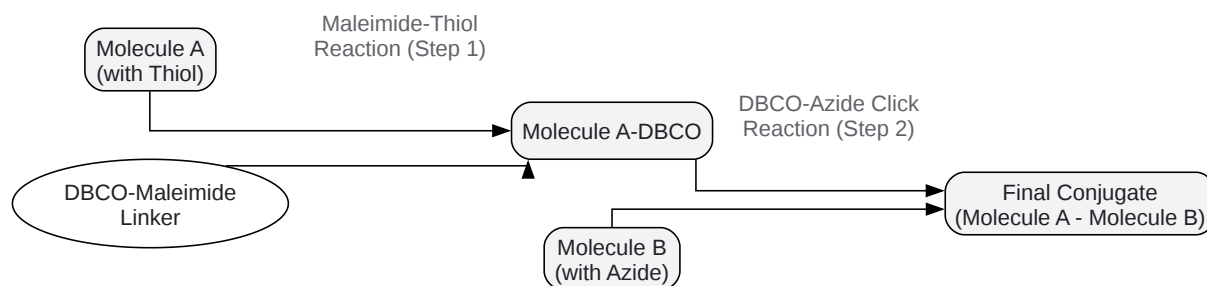 Maleimide-Thiol
Reaction (Step 1)
Molecule A
(with Thiol)
DBCO-Azide Click
Reaction (Step 2)
Molecule A-DBCO
DBCO-Maleimide
Linker
Final Conjugate
(Molecule A - Molecule B)
Molecule B
(with Azide)